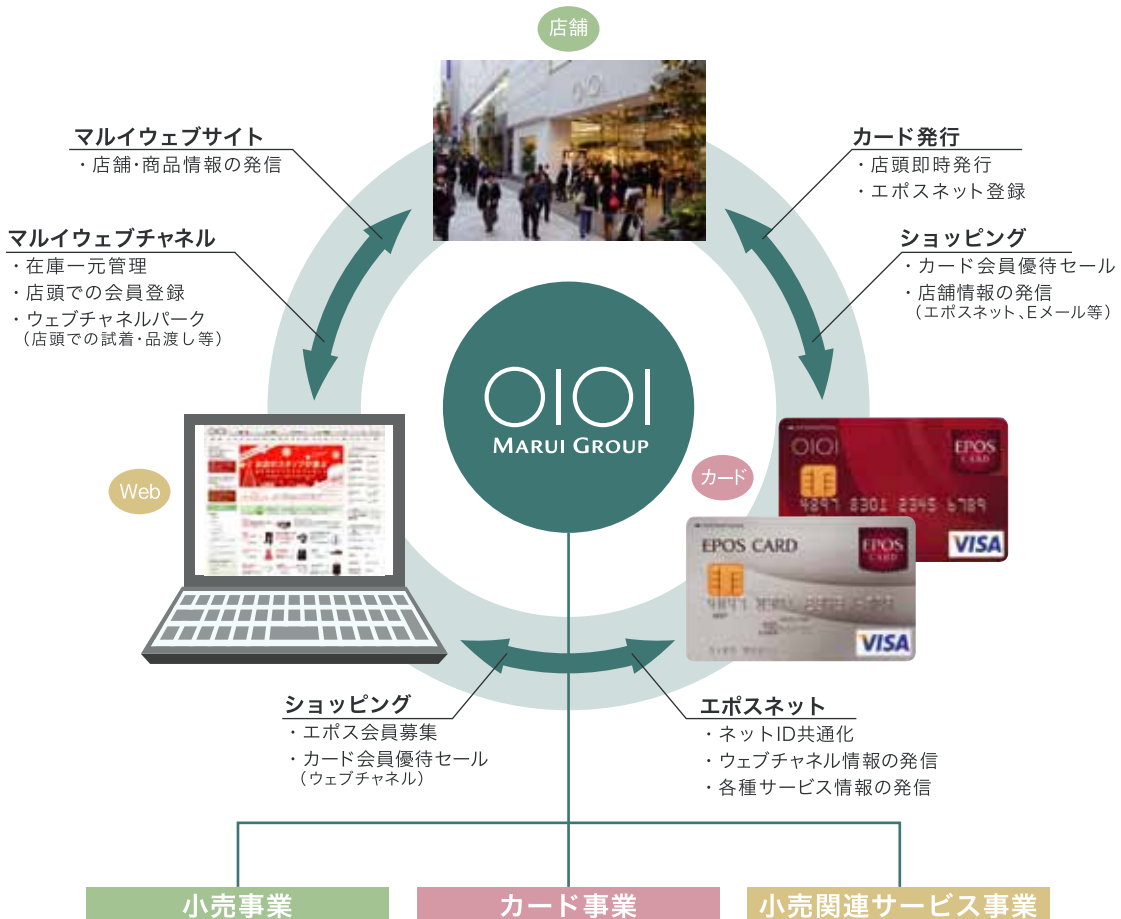 店舗
OIOI
マルイウェブサイト
・店舗・商品情報の発信
マルイウェブチャネル
・在庫一元管理
・店頭での会員登録
・ウェブチャネルパーク
（店頭での試着・品渡し等）
カード発行
・店頭即時発行
・エポスネット登録
ショッピング
・カード会員優待セール
・店舗情報の発信
（エポスネット、Eメール等）
OIOI
MARUI GROUP
Web
カード
OIOI
EPOS
CARD
4897 8301 2345 6789
VISA
EPOS CARD
EPOS
CARD
VISA
ショッピング
・エポス会員募集
・カード会員優待セール
（ウェブチャネル）
エポスネット
・ネットID共通化
・ウェブチャネル情報の発信
・各種サービス情報の発信
小売事業
カード事業
小売関連サービス事業